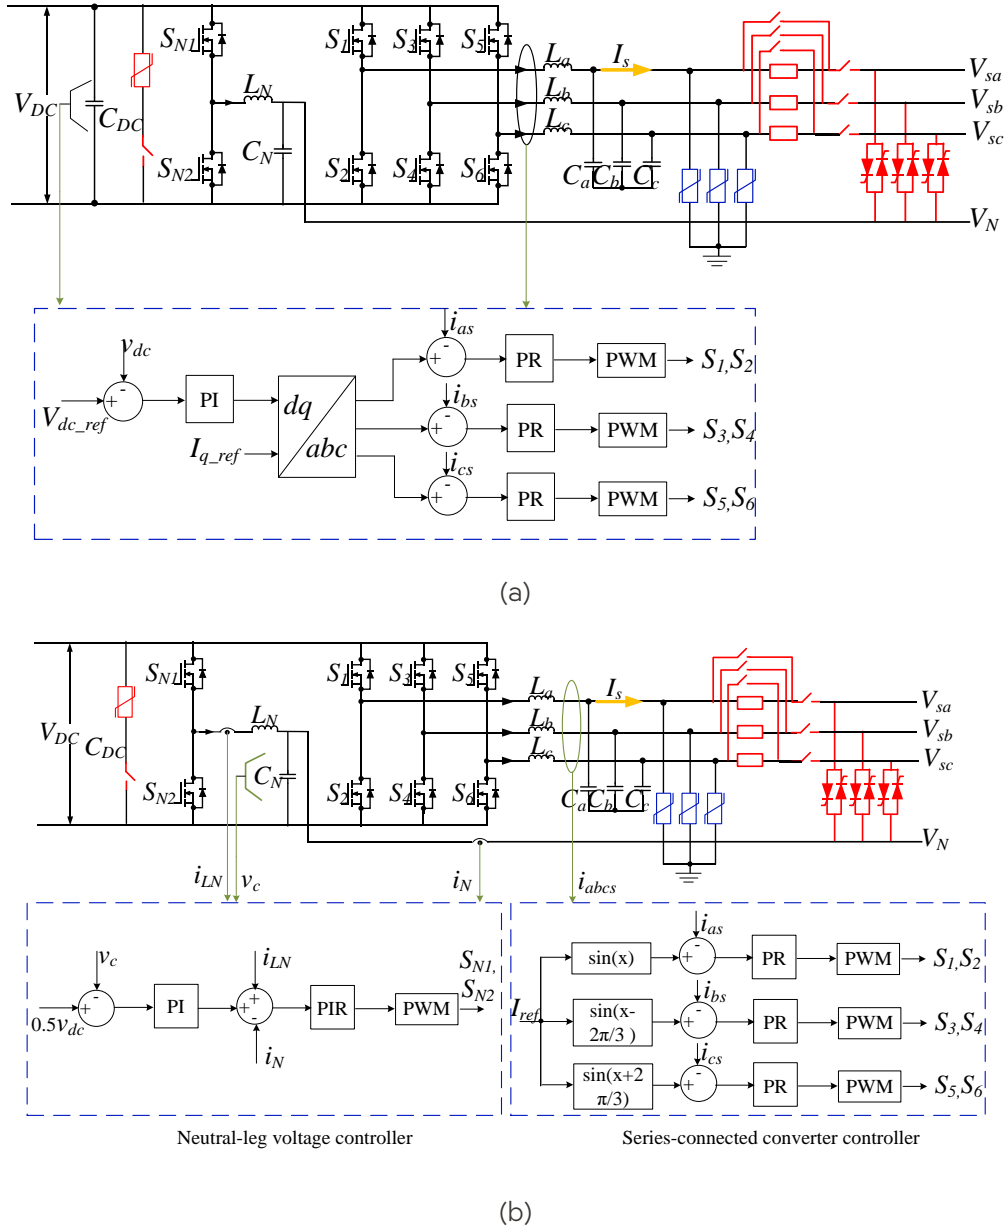 S_N1
S_1
S_3
S_5
L_a
I_s
V_sa
V_DC
C_DC
L_N
L_b
V_sb
C_N
L_c
V_sc
S_N2
S_2
S_4
S_6
C_a
C_b
C_c
V_N
i_as
v_dc
-
+
PR
PWM
S_1,S_2
-
+
PI
dq
i_bs
V_dc_ref
-
+
PR
PWM
S_3,S_4
I_q_ref
abc
i_cs
-
+
PR
PWM
S_5,S_6
(a)
S_N1
S_1
S_3
S_5
L_a
I_s
V_sa
L_N
V_DC
C_DC
L_b
V_sb
L_c
V_sc
C_N
S_N2
S_2
S_4
S_6
C_a
C_b
C_c
V_N
i_LN
v_c
i_N
i_abcs
v_c
i_LN
S_N1,
S_N2
-
+
PI
+
+
-
PIR
PWM
0.5v_dc
i_N
i_as
sin(x)
-
+
PR
PWM
S_1,S_2
I_ref
i_bs
sin(x-
2π/3 )
-
+
PR
PWM
S_3,S_4
i_cs
sin(x+2
π/3)
-
+
PR
PWM
S_5,S_6
Neutral-leg voltage controller
Series-connected converter controller
(b)